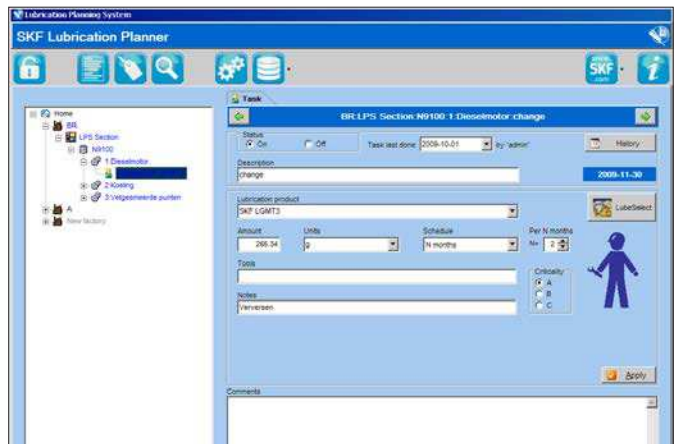 Lubrication Planning System
SKF Lubrication Planner
www.
SKF
.com
Task
Home
BR
LPS Section
N9100
1:Dieselmotor
2:Koeling
3:Vetgesmeerde punten
A
New factory
BR:LPS Section:N9100:1:Dieselmotor:change
Status
On
Off
Task last done
2009-10-01
by 'admin'
History
Description
change
2009-11-30
Lubrication product
SKF LGMT3
LubeSelect
Amount
Units
Schedule
Per N months
266.34
g
N months
N=
2
Tools
Criticality
A
B
C
Notes
Verversen
Apply
Comments